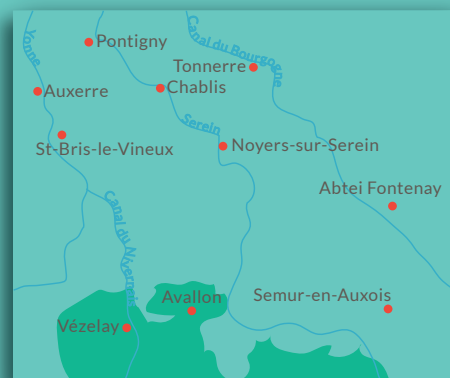 Yonne
Pontigny
Canal du Bourgogne
Tonnerre
Auxerre
Chablis
Serein
St-Bris-le-Vineux
Noyers-sur-Serein
Abtei Fontenay
Canal du Nivernais
Avallon
Semur-en-Auxois
Vézelay